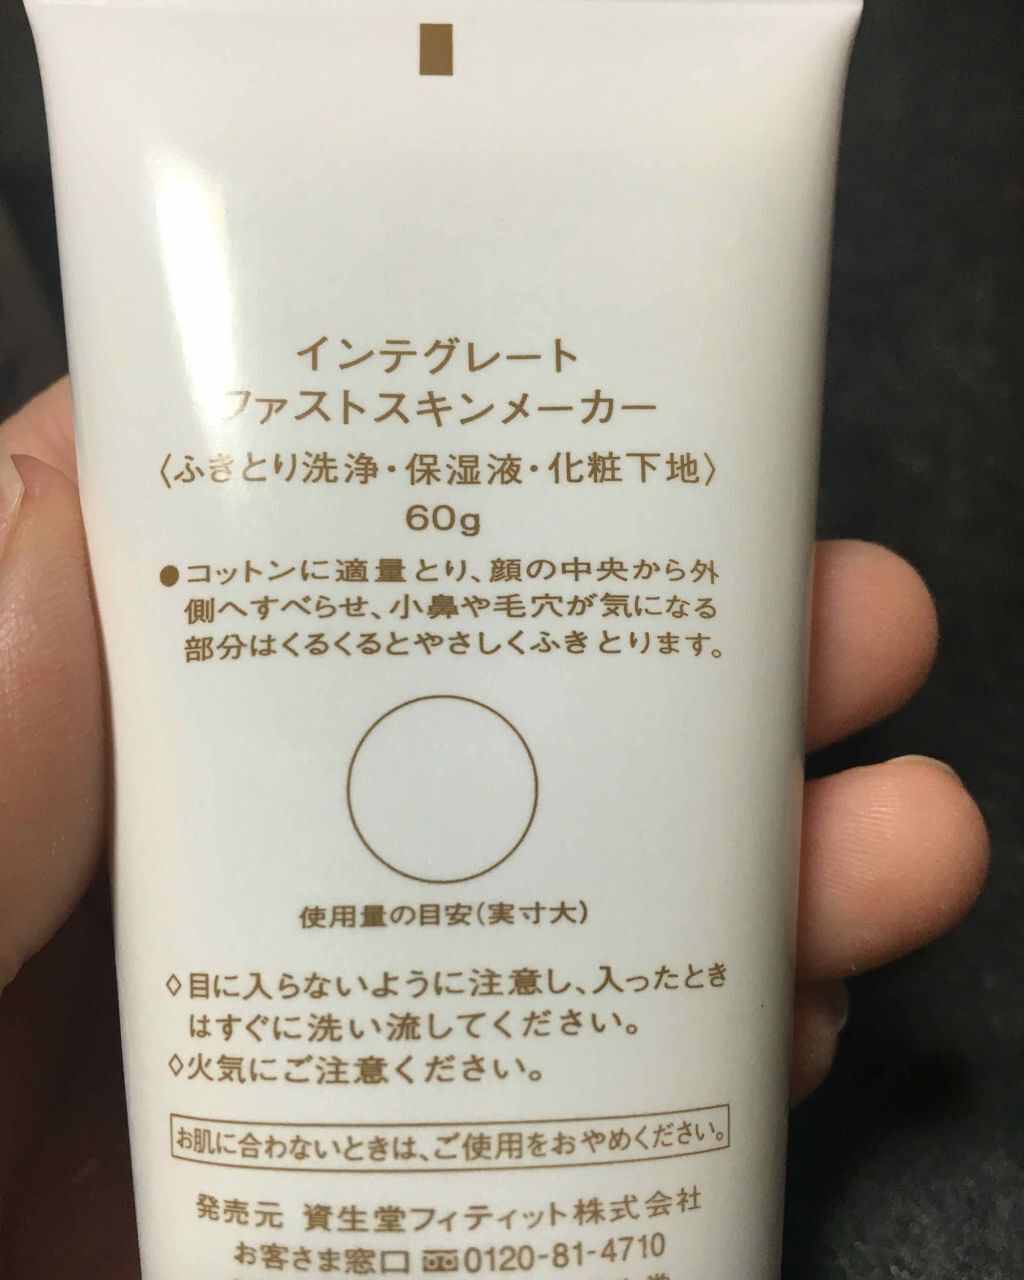 インテグレート
ファストスキンメーカー
〈ふきとり洗浄・保湿液・化粧下地〉
60g
●コットンに適量とり、顔の中央から外
側へすべらせ、小鼻や毛穴が気になる
部分はくるくるとやさしくふきとります。
使用量の目安(実寸大)
◊目に入らないように注意し、入ったとき
はすぐに洗い流してください。
◊火気にご注意ください。
お肌に合わないときは、ご使用をおやめください。
発売元 資生堂フィティット株式会社
お客さま窓口 0120-81-4710